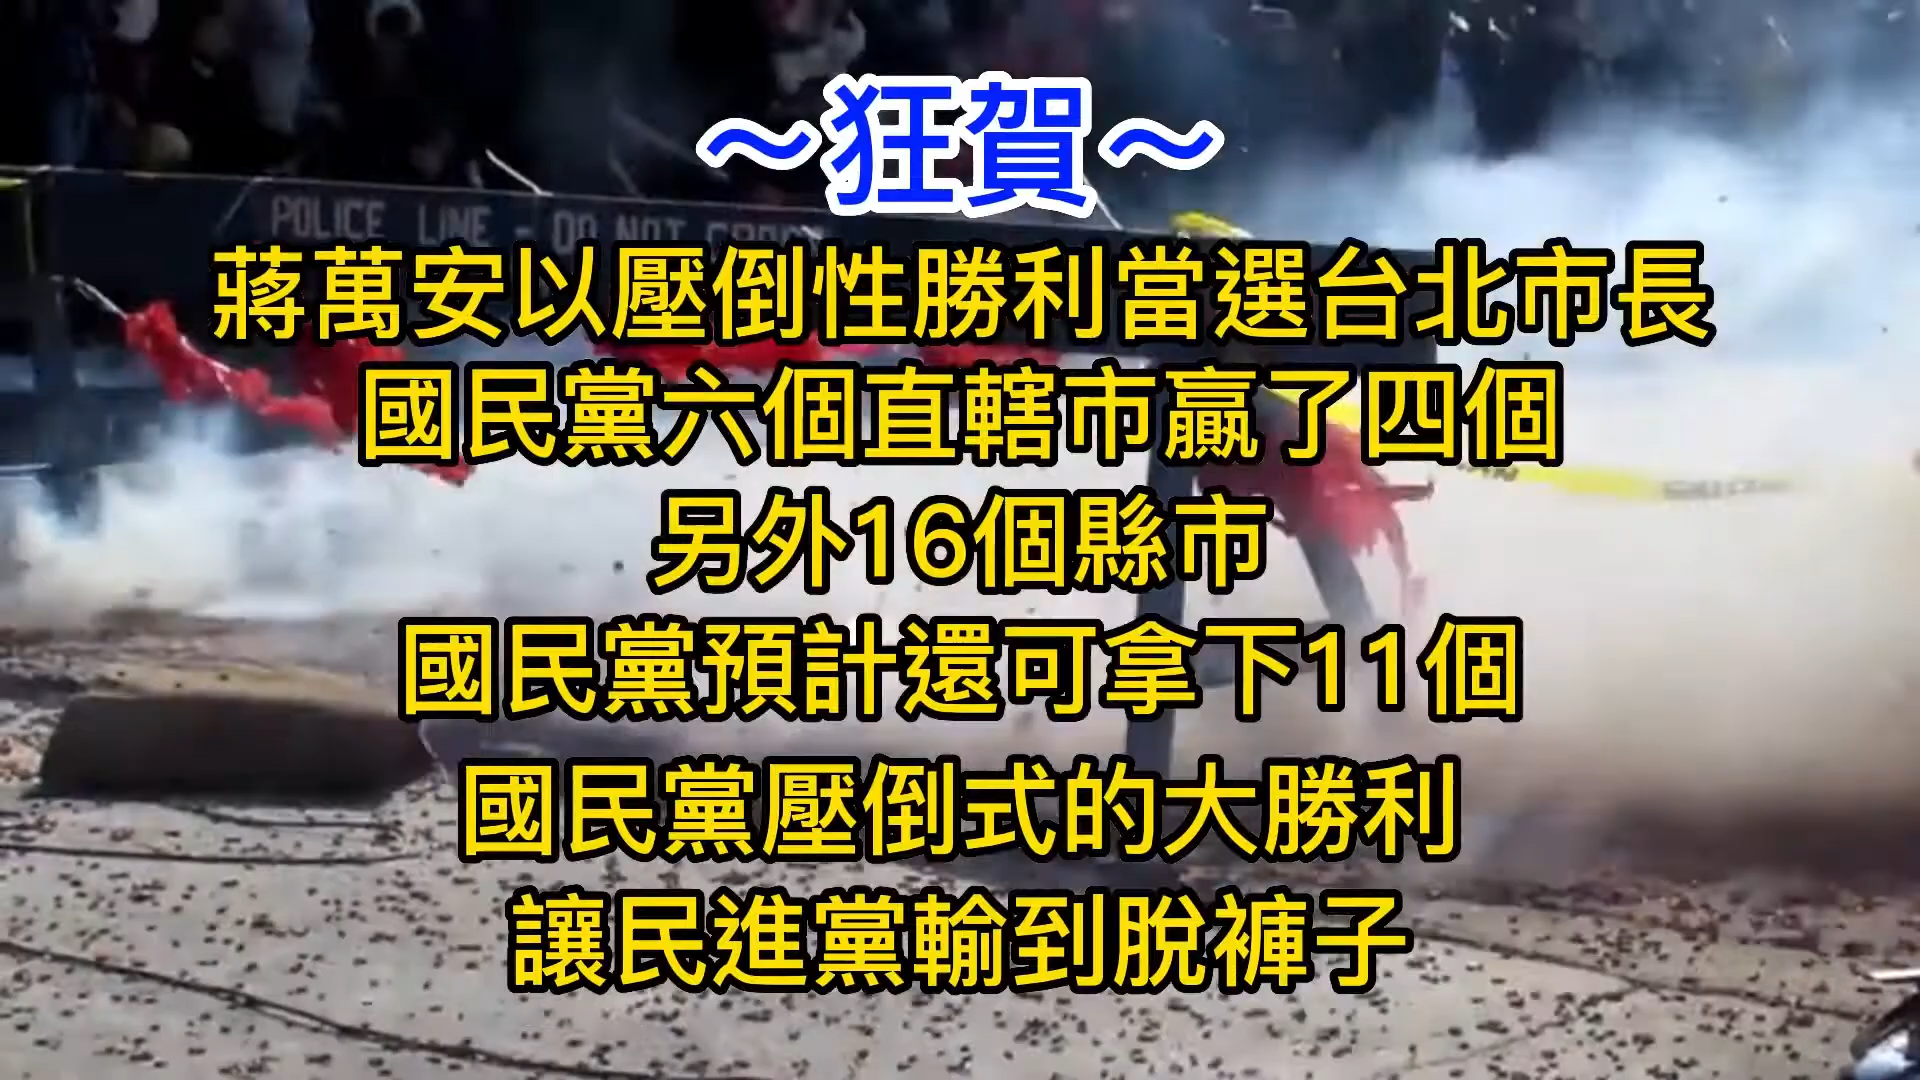 ～狂賀～
POLICE LINE - DO NOT CROSS
蔣萬安以壓倒性勝利當選台北市長
國民黨六個直轄市贏了四個
另外16個縣市
國民黨預計還可拿下11個
國民黨壓倒式的大勝利
讓民進黨輸到脫褲子